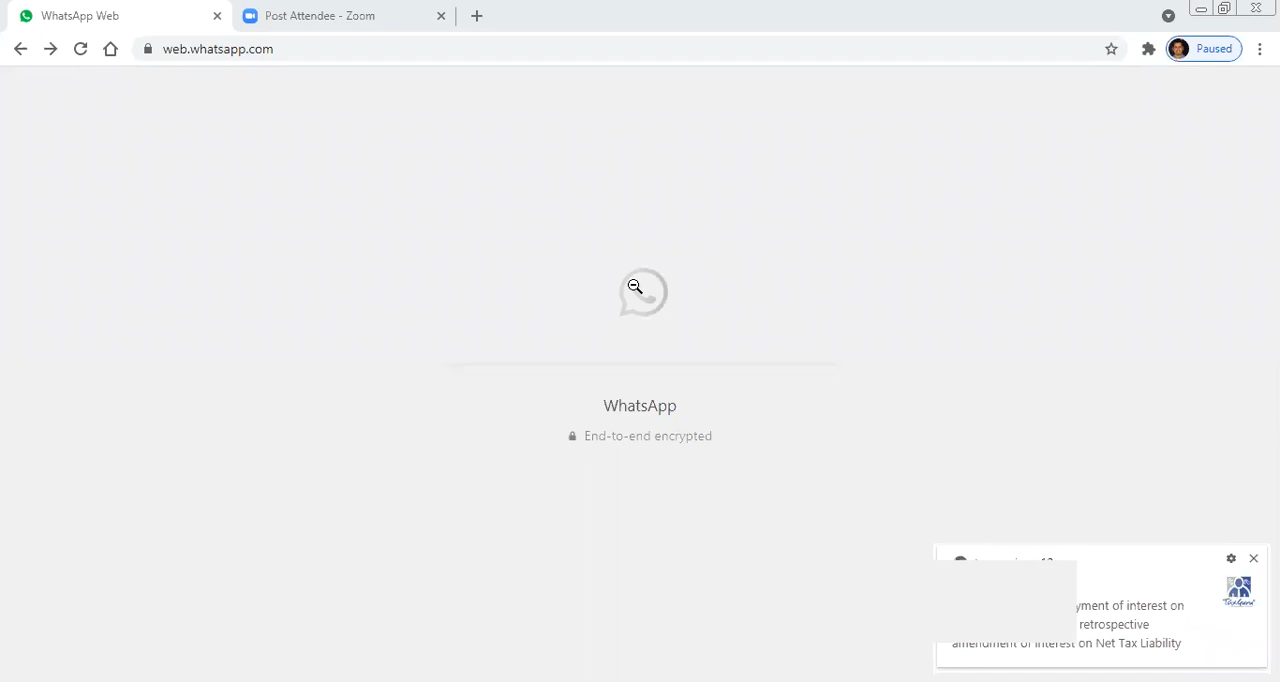 WhatsApp Web
Post Attendee - Zoom
web.whatsapp.com
Paused
WhatsApp
End-to-end encrypted
yment of interest on
retrospective
amendment of interest on Net Tax Liability